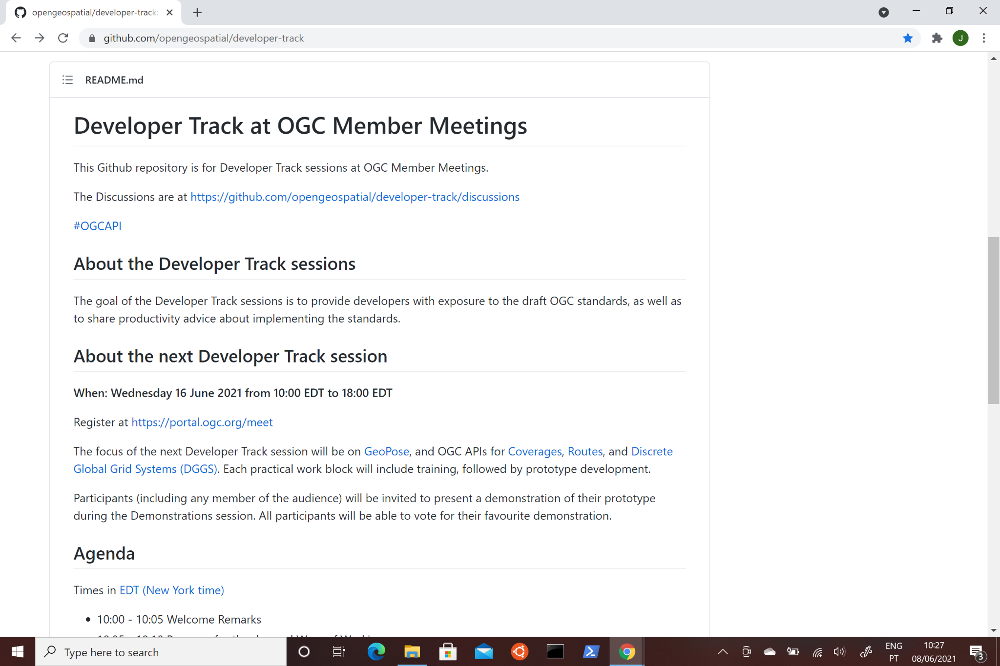 opengeospatial/developer-track:
github.com/opengeospatial/developer-track
J
README.md
Developer Track at OGC Member Meetings
This Github repository is for Developer Track sessions at OGC Member Meetings.
The Discussions are at https://github.com/opengeospatial/developer-track/discussions
#OGCAPI
About the Developer Track sessions
The goal of the Developer Track sessions is to provide developers with exposure to the draft OGC standards, as well as
to share productivity advice about implementing the standards.
About the next Developer Track session
When: Wednesday 16 June 2021 from 10:00 EDT to 18:00 EDT
Register at https://portal.ogc.org/meet
The focus of the next Developer Track session will be on GeoPose, and OGC APIs for Coverages, Routes, and Discrete
Global Grid Systems (DGGS). Each practical work block will include training, followed by prototype development.
Participants (including any member of the audience) will be invited to present a demonstration of their prototype
during the Demonstrations session. All participants will be able to vote for their favourite demonstration.
Agenda
Times in EDT (New York time)
• 10:00 - 10:05 Welcome Remarks
Type here to search
ENG
PT
10:27
08/06/2021
3